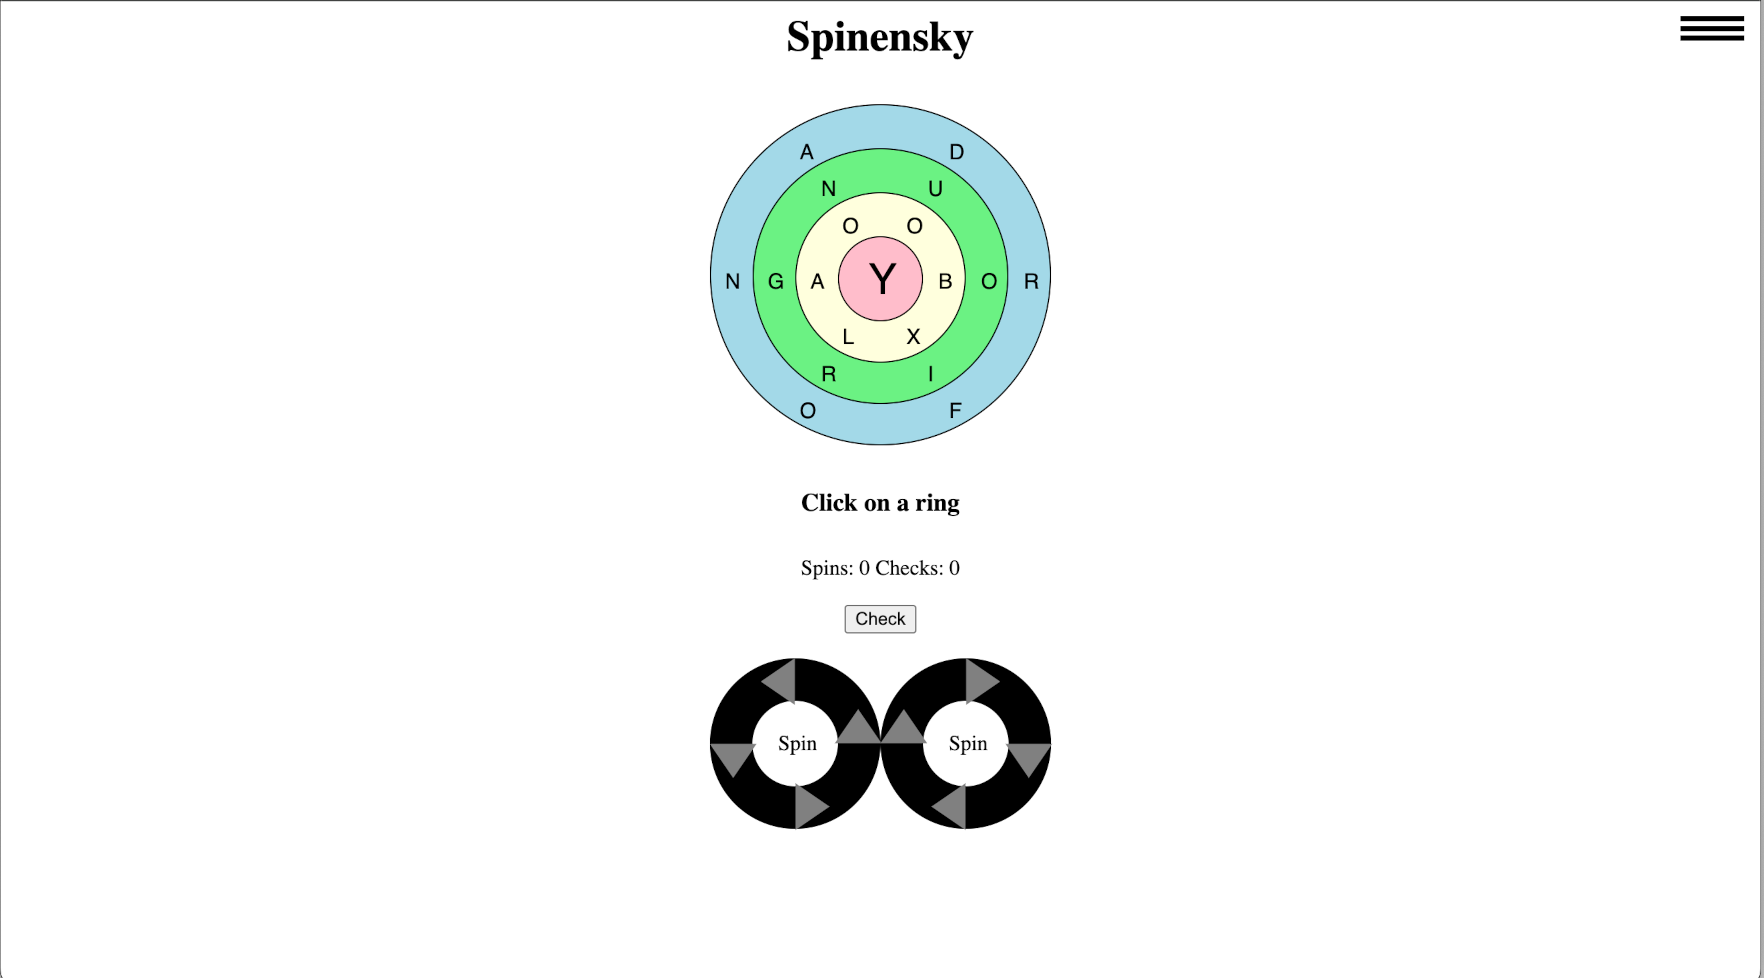 Spinensky
A D
N U
O O
N G A Y B O R
L X
R I
O F
Click on a ring
Spins: 0 Checks: 0
Check
Spin Spin